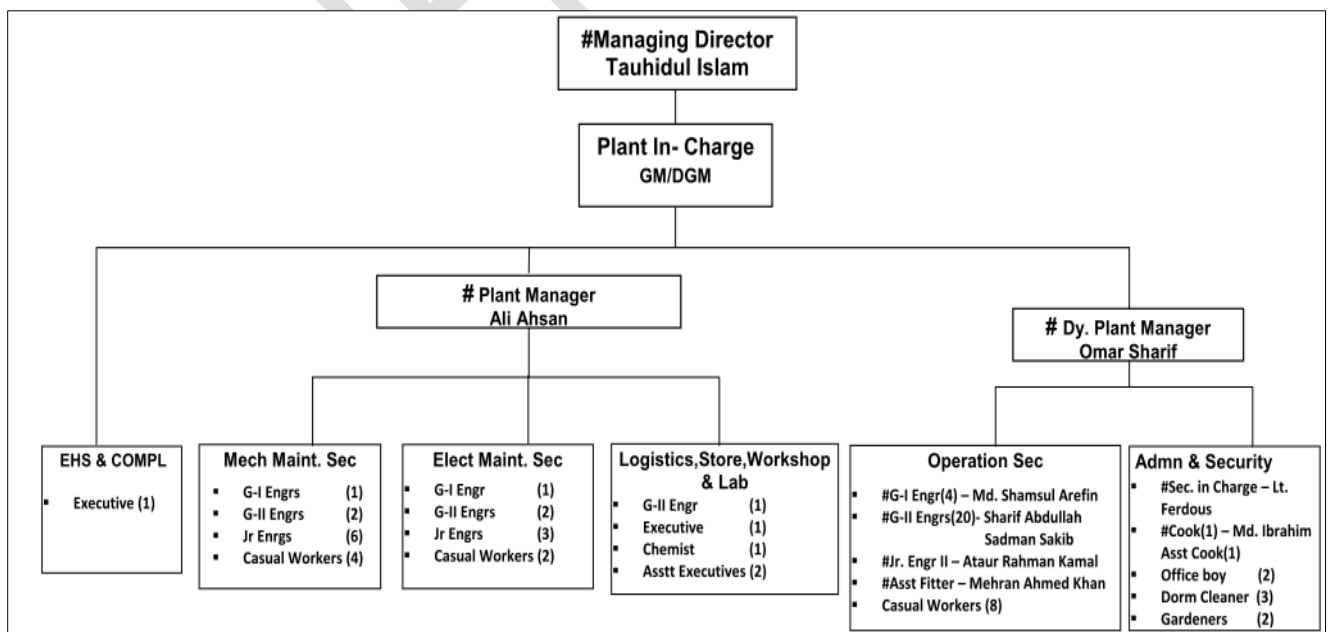 #Managing Director
Tauhidul Islam
Plant In- Charge
GM/DGM
# Plant Manager
Ali Ahsan
# Dy. Plant Manager
Omar Sharif
EHS & COMPL
▪ Executive (1)
Mech Maint. Sec
▪ G-I Engrs (1)
▪ G-II Engrs (2)
▪ Jr Enrgs (6)
▪ Casual Workers (4)
Elect Maint. Sec
▪ G-I Engr (1)
▪ G-II Engrs (2)
▪ Jr Engrs (3)
▪ Casual Workers (2)
Logistics,Store,Workshop
& Lab
▪ G-II Engr (1)
▪ Executive (1)
▪ Chemist (1)
▪ Asstt Executives (2)
Operation Sec
▪ #G-I Engr(4) – Md. Shamsul Arefin
▪ #G-II Engrs(20)- Sharif Abdullah
Sadman Sakib
▪ #Jr. Engr II – Ataur Rahman Kamal
▪ #Asst Fitter – Mehran Ahmed Khan
▪ Casual Workers (8)
Admn & Security
▪ #Sec. in Charge – Lt.
Ferdous
▪ #Cook(1) – Md. Ibrahim
Asst Cook(1)
▪ Office boy (2)
▪ Dorm Cleaner (3)
▪ Gardeners (2)